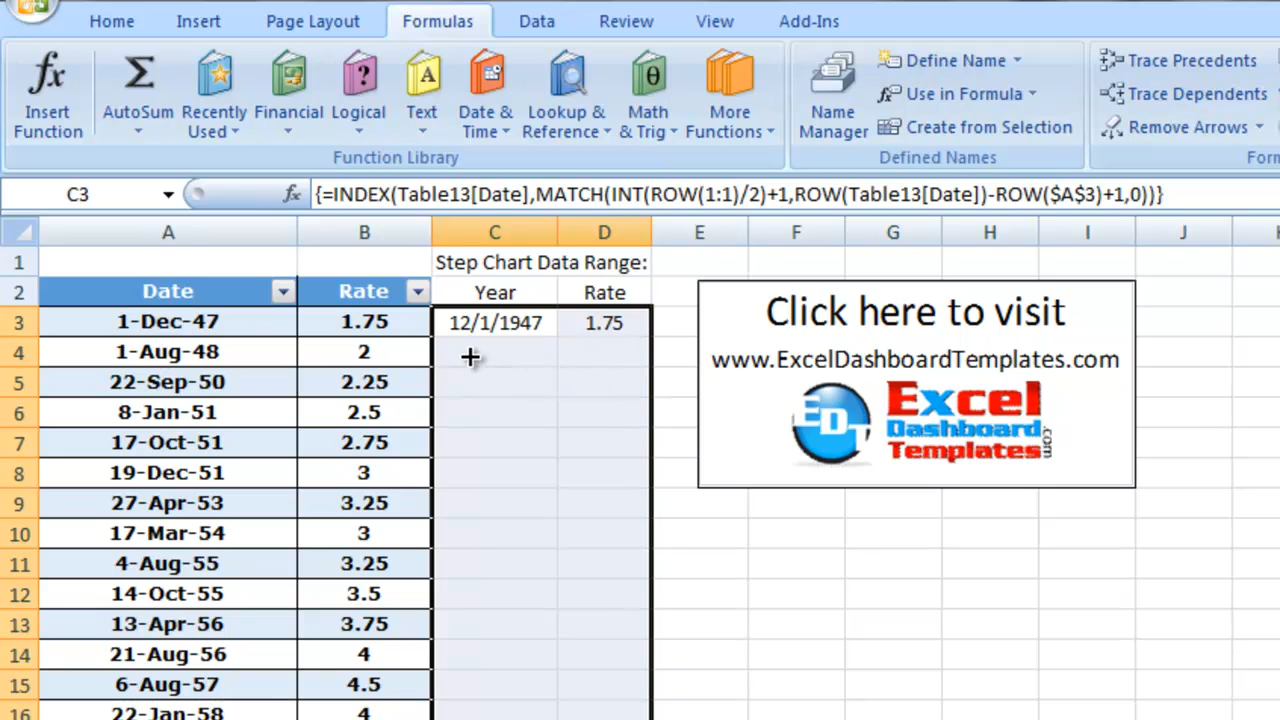 Home Insert Page Layout Formulas Data Review View Add-Ins
Insert Function
AutoSum
Recently Used
Financial
Logical
Text
Date & Time
Lookup & Reference
Math & Trig
More Functions
Function Library
Name Manager
Define Name
Use in Formula
Create from Selection
Defined Names
Trace Precedents
Trace Dependents
Remove Arrows
C3 fx {=INDEX(Table13[Date],MATCH(INT(ROW(1:1)/2)+1,ROW(Table13[Date])-ROW($A$3)+1,0))}
A B C D E F G H I J
1 Step Chart Data Range:
2 Date Rate Year Rate
3 1-Dec-47 1.75 12/1/1947 1.75
4 1-Aug-48 2
5 22-Sep-50 2.25
6 8-Jan-51 2.5
7 17-Oct-51 2.75
8 19-Dec-51 3
9 27-Apr-53 3.25
10 17-Mar-54 3
11 4-Aug-55 3.25
12 14-Oct-55 3.5
13 13-Apr-56 3.75
14 21-Aug-56 4
15 6-Aug-57 4.5
16 22-Jan-58 4
Click here to visit
www.ExcelDashboardTemplates.com
EDT
Excel
Dashboard
Templates
.com